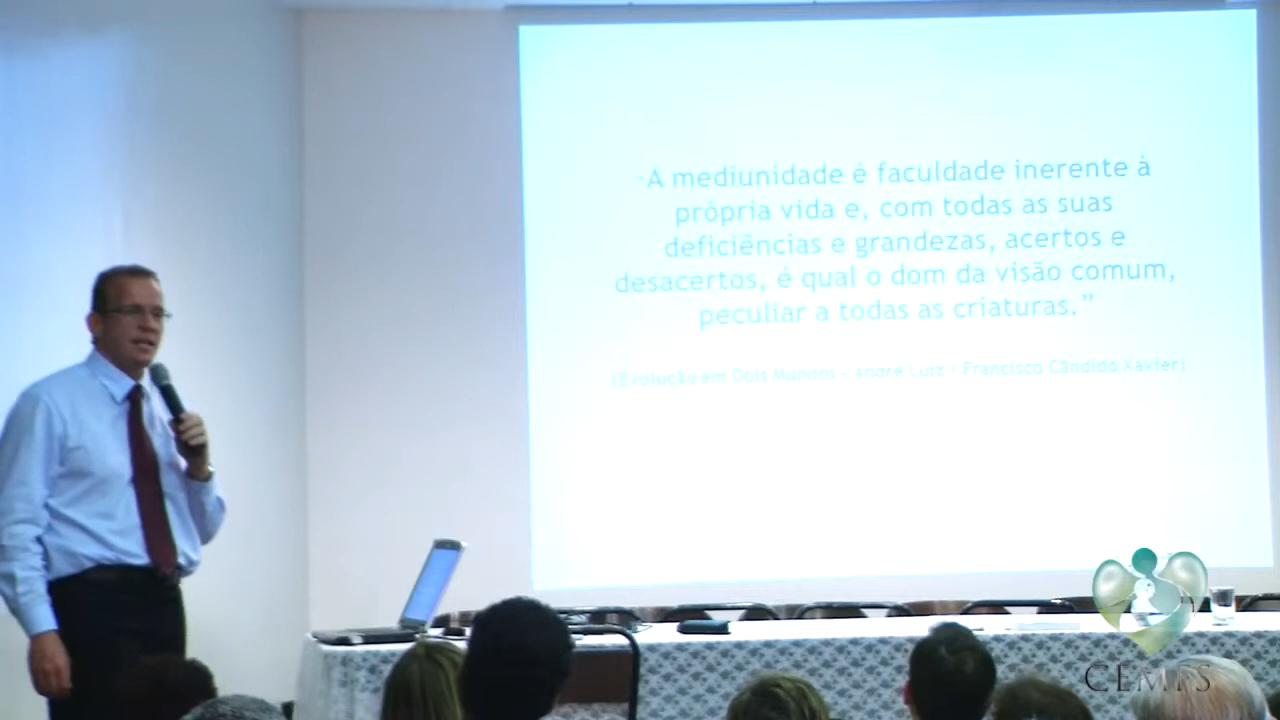 “A mediunidade é faculdade inerente à
própria vida e, com todas as suas
deficiências e grandezas, acertos e
desacertos, é qual o dom da visão comum,
peculiar a todas as criaturas.”
(Evolução em Dois Mundos - André Luiz / Francisco Cândido Xavier)